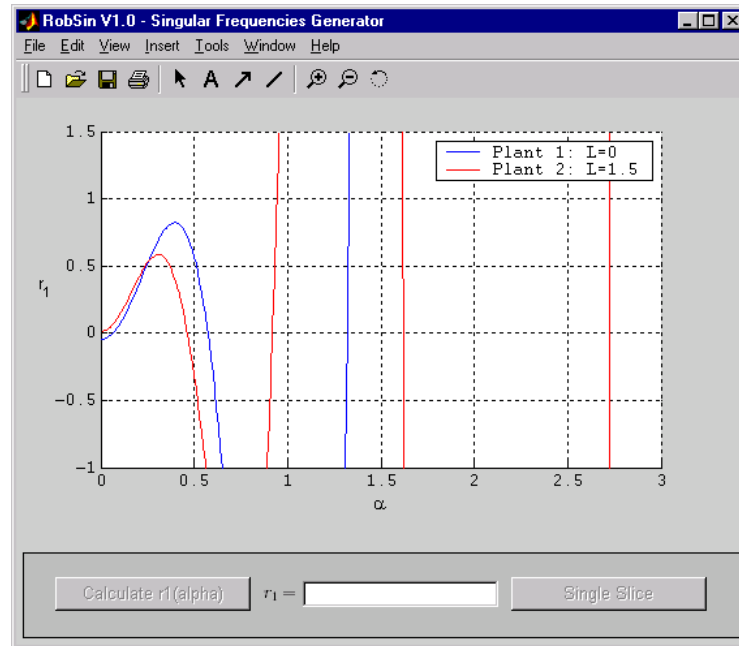 RobSin V1.0 - Singular Frequencies Generator
File Edit View Insert Tools Window Help
A
1.5
1
0.5
0
-0.5
-1
r1
Plant 1: L=0
Plant 2: L=1.5
0 0.5 1 1.5 2 2.5 3
α
Calculate r1(alpha) r1 = Single Slice